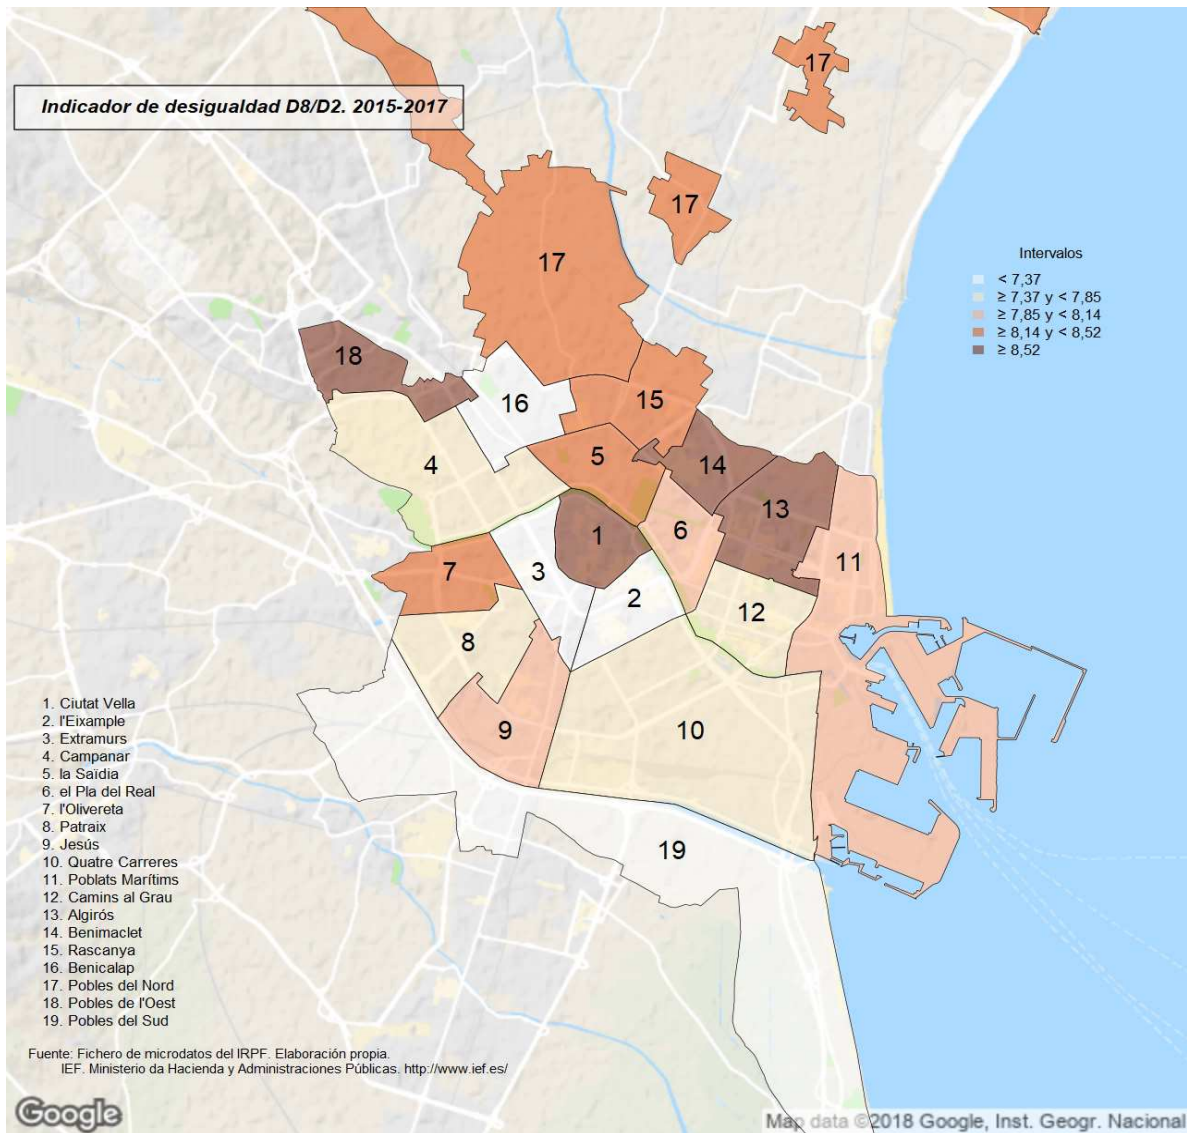 Indicador de desigualdad D8/D2. 2015-2017
17
17
17
Intervalos
< 7,37
≥ 7,37 y < 7,85
≥ 7,85 y < 8,14
≥ 8,14 y < 8,52
≥ 8,52
18
16
15
4
5
14
13
1
6
11
7
3
2
12
8
9
10
19
1. Ciutat Vella
2. l'Eixample
3. Extramurs
4. Campanar
5. la Saïdia
6. el Pla del Real
7. l'Olivereta
8. Patraix
9. Jesús
10. Quatre Carreres
11. Poblats Marítims
12. Camins al Grau
13. Algirós
14. Benimaclet
15. Rascanya
16. Benicalap
17. Pobles del Nord
18. Pobles de l'Oest
19. Pobles del Sud
Fuente: Fichero de microdatos del IRPF. Elaboración propia.
IEF. Ministerio da Hacienda y Administraciones Públicas. http://www.ief.es/
Google
Map data ©2018 Google, Inst. Geogr. Nacional